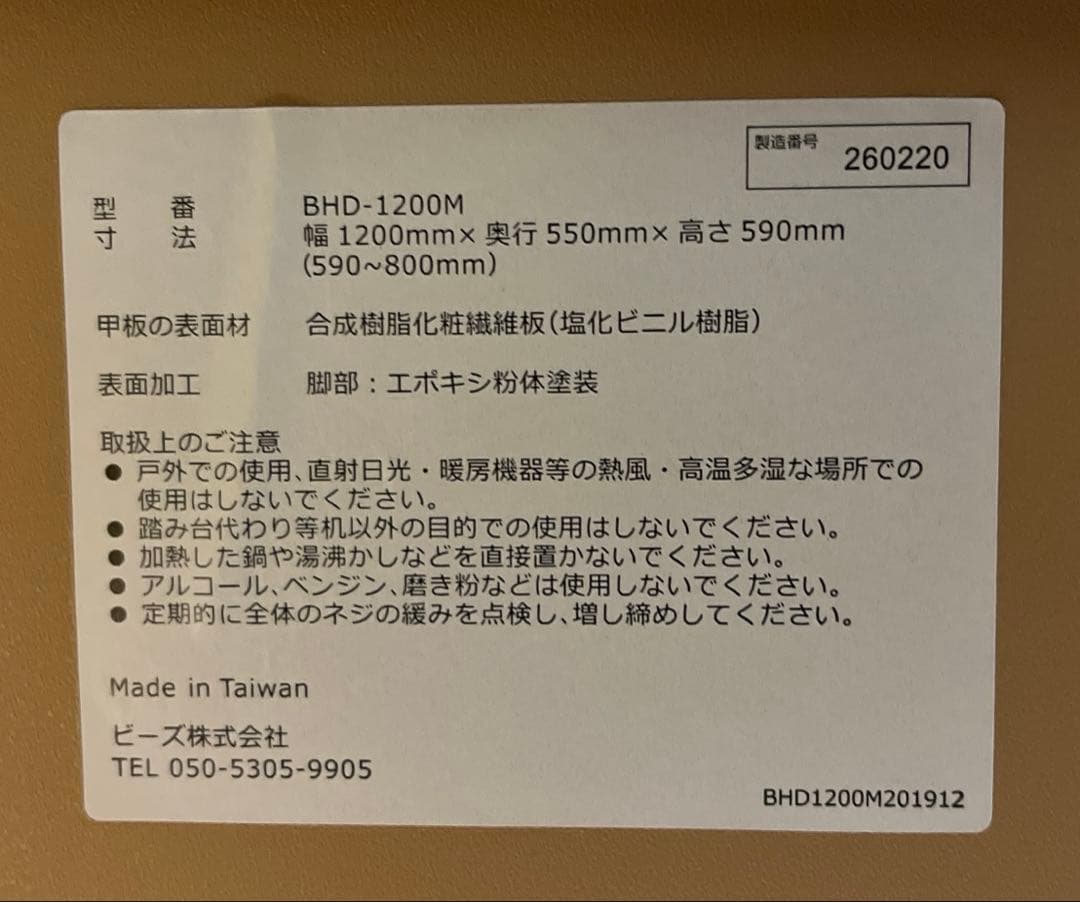 製造番号 260220
型 番 BHD-1200M
寸 法 幅 1200mm× 奥行 550mm× 高さ 590mm
(590~800mm)
甲板の表面材 合成樹脂化粧繊維板(塩化ビニル樹脂)
表面加工 脚部：エポキシ粉体塗装
取扱上のご注意
● 戸外での使用、直射日光・暖房機器等の熱風・高温多湿な場所での
使用はしないでください。
● 踏み台代わり等机以外の目的での使用はしないでください。
● 加熱した鍋や湯沸かしなどを直接置かないでください。
● アルコール、ベンジン、磨き粉などは使用しないでください。
● 定期的に全体のネジの緩みを点検し、増し締めしてください。
Made in Taiwan
ビーズ株式会社
TEL 050-5305-9905
BHD1200M201912